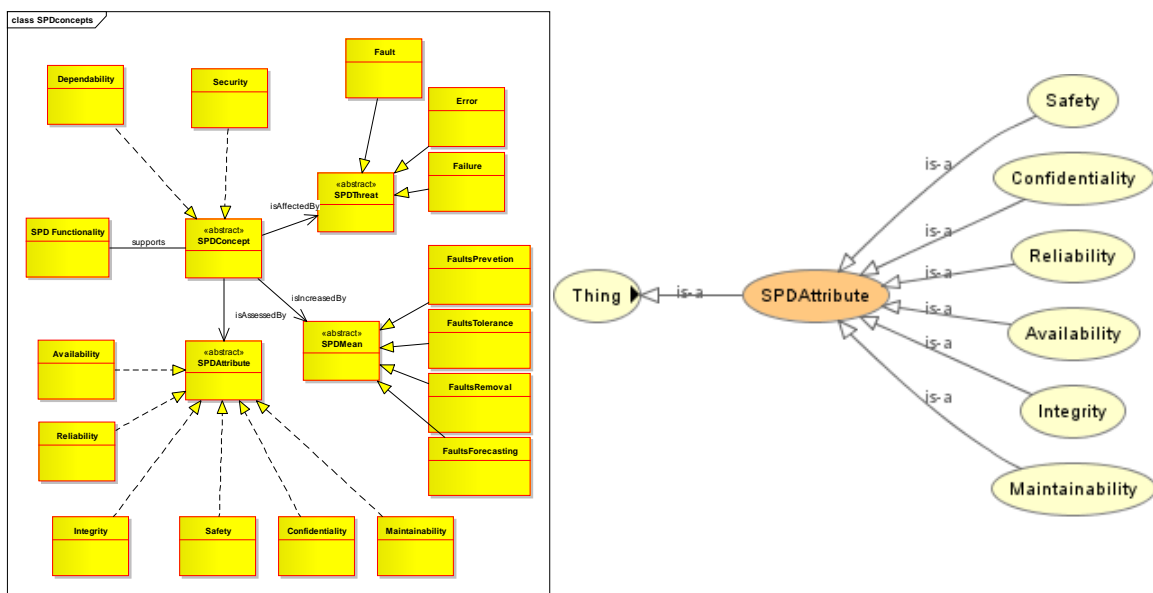 class SPDconcepts
Fault
Dependability
Security
Error
Failure
«abstract»
SPDThreat
isAffectedBy
SPD Functionality
supports
«abstract»
SPDConcept
FaultsPrevetion
isIncreasedBy
isAssessedBy
FaultsTolerance
«abstract»
SPDMean
Availability
«abstract»
SPDAttribute
FaultsRemoval
Reliability
FaultsForecasting
Integrity
Safety
Confidentiality
Maintainability
Safety
is-a
Confidentiality
is-a
Reliability
is-a
Thing
is-a
SPDAttribute
is-a
Availability
is-a
Integrity
is-a
Maintainability